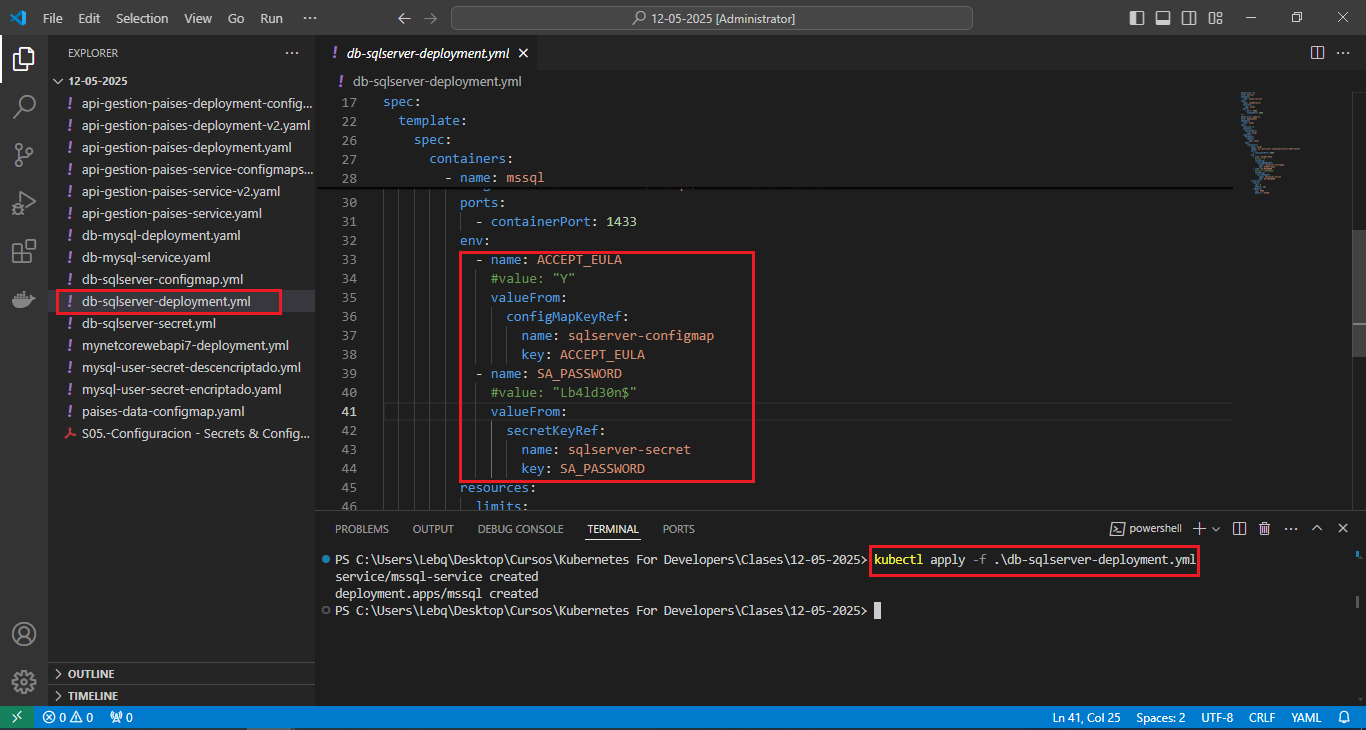 File Edit Selection View Go Run ··· 12-05-2025 [Administrator]
EXPLORER ···
12-05-2025
! api-gestion-paises-deployment-config...
! api-gestion-paises-deployment-v2.yaml
! api-gestion-paises-deployment.yaml
! api-gestion-paises-service-configmaps...
! api-gestion-paises-service-v2.yaml
! api-gestion-paises-service.yaml
! db-mysql-deployment.yaml
! db-mysql-service.yaml
! db-sqlserver-configmap.yml
! db-sqlserver-deployment.yml
! db-sqlserver-secret.yml
! mynetcorewebapi7-deployment.yml
! mysql-user-secret-descencriptado.yml
! mysql-user-secret-encriptado.yaml
! paises-data-configmap.yaml
S05.-Configuracion - Secrets & Config...
OUTLINE
TIMELINE
! db-sqlserver-deployment.yml
! db-sqlserver-deployment.yml
17 spec:
22 template:
26 spec:
27 containers:
28 - name: mssql
30 ports:
31 - containerPort: 1433
32 env:
33 - name: ACCEPT_EULA
34 #value: "Y"
35 valueFrom:
36 configMapKeyRef:
37 name: sqlserver-configmap
38 key: ACCEPT_EULA
39 - name: SA_PASSWORD
40 #value: "Lb4ld30n$"
41 valueFrom:
42 secretKeyRef:
43 name: sqlserver-secret
44 key: SA_PASSWORD
45 resources:
46 limits:
PROBLEMS OUTPUT DEBUG CONSOLE TERMINAL PORTS powershell
PS C:\Users\Lebq\Desktop\Cursos\Kubernetes For Developers\Clases\12-05-2025> kubectl apply -f .\db-sqlserver-deployment.yml
service/mssql-service created
deployment.apps/mssql created
PS C:\Users\Lebq\Desktop\Cursos\Kubernetes For Developers\Clases\12-05-2025>
0 0 0 Ln 41, Col 25 Spaces: 2 UTF-8 CRLF YAML